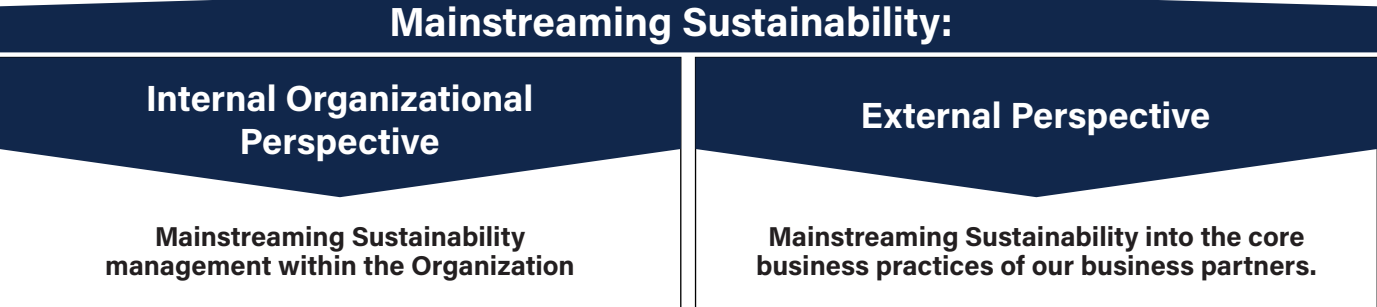 Mainstreaming Sustainability:
Internal Organizational
Perspective
Mainstreaming Sustainability
management within the Organization
External Perspective
Mainstreaming Sustainability into the core
business practices of our business partners.